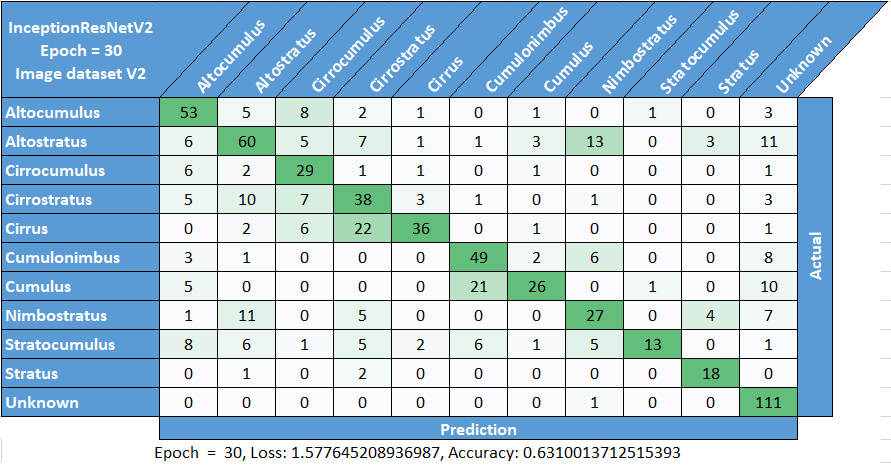 InceptionResNetV2
Epoch = 30
Image dataset V2
Altocumulus
Altostratus
Cirrocumulus
Cirrostratus
Cirrus
Cumulonimbus
Cumulus
Nimbostratus
Stratocumulus
Stratus
Unknown
Altocumulus 53 5 8 2 1 0 1 0 1 0 3
Altostratus 6 60 5 7 1 1 3 13 0 3 11
Cirrocumulus 6 2 29 1 1 0 1 0 0 0 1
Cirrostratus 5 10 7 38 3 1 0 1 0 0 3
Cirrus 0 2 6 22 36 0 1 0 0 0 1
Cumulonimbus 3 1 0 0 0 49 2 6 0 0 8
Cumulus 5 0 0 0 0 21 26 0 1 0 10
Nimbostratus 1 11 0 5 0 0 0 27 0 4 7
Stratocumulus 8 6 1 5 2 6 1 5 13 0 1
Stratus 0 1 0 2 0 0 0 0 0 18 0
Unknown 0 0 0 0 0 0 0 1 0 0 111
Actual
Prediction
Epoch = 30, Loss: 1.577645208936987, Accuracy: 0.6310013712515393